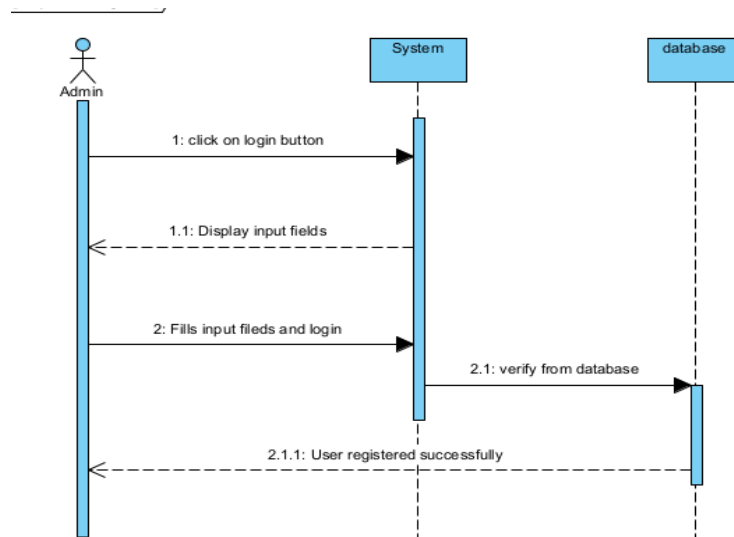 System
database
Admin
1: click on login button
1.1: Display input fields
2: Fills input fileds and login
2.1: verify from database
2.1.1: User registered successfully